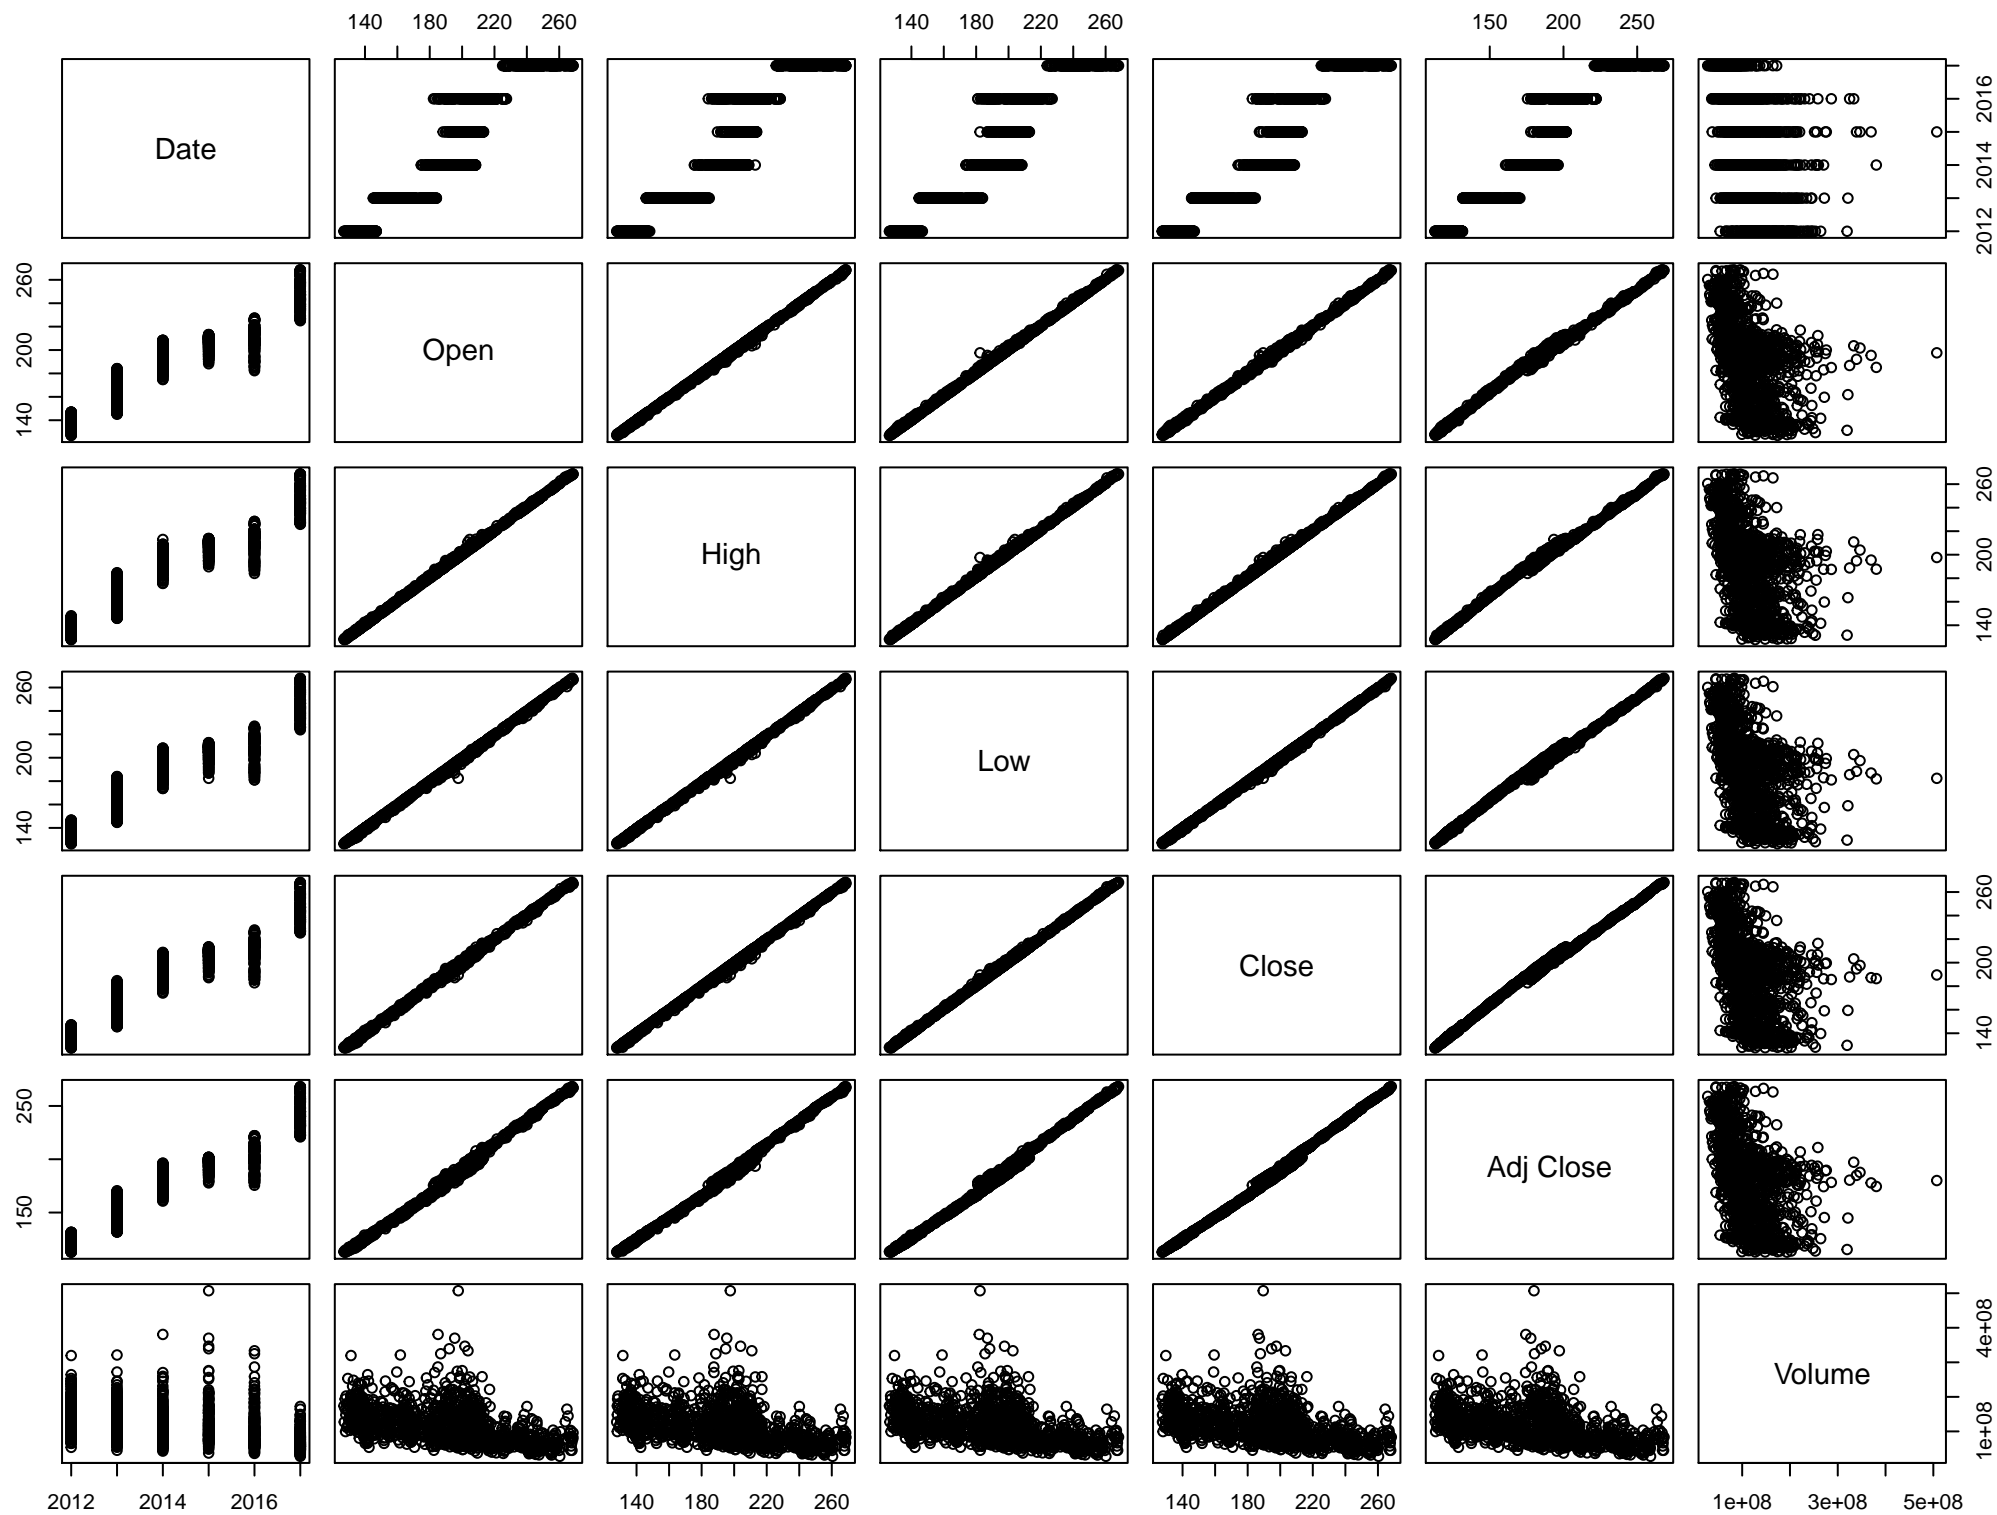 140 180 220 260 140 180 220 260 150 200 250
Date 2012 2014 2016
140 200 260 Open
High 140 200 260
140 200 260 Low
Close 140 200 260
150 250 Adj Close
Volume 1e+08 4e+08
2012 2014 2016 140 180 220 260 140 180 220 260 1e+08 3e+08 5e+08